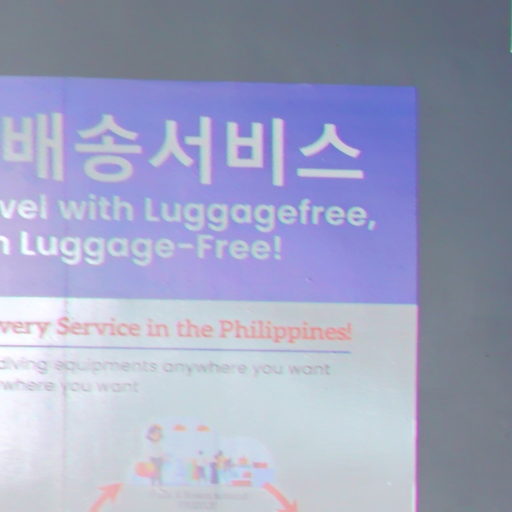 배송서비스
vel with Luggagefree,
n Luggage-Free!
very Service in the Philippines!
diving equipments anywhere you want
where you want